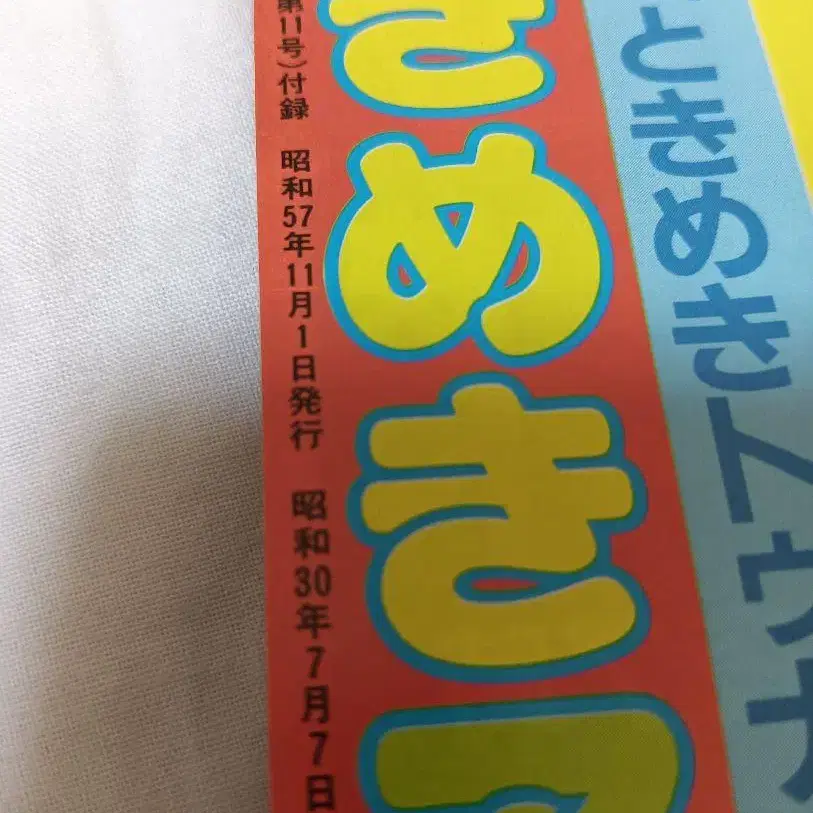 ときめきトゥナ
きめき
第11号)付録 昭和57年11月1日発行 昭和30年7月7日